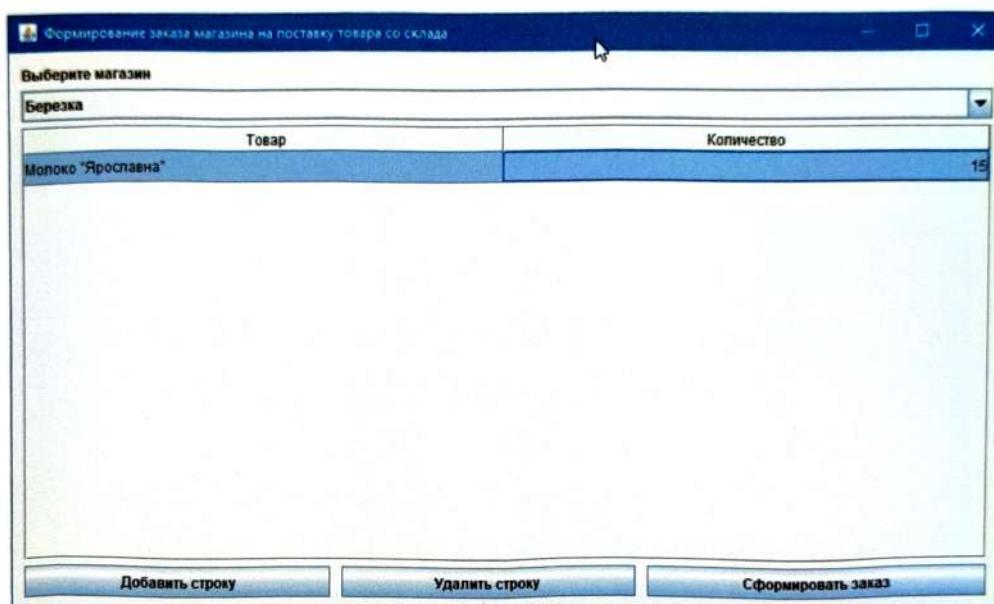 Формирование заказа магазина на поставку товара со склада
Выберите магазин
Березка
Товар Количество
Молоко "Ярославна" 15
Добавить строку Удалить строку Сформировать заказ